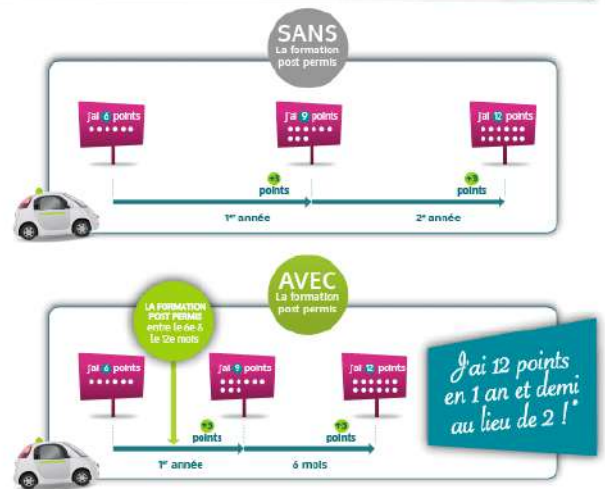 SANS
La formation
post permis
J'ai 6 points
J'ai 9 points
J'ai 12 points
+3
points
+3
points
1re année
2e année
AVEC
La formation
post permis
LA FORMATION
POST PERMIS
entre le 6e &
le 12e mois
J'ai 6 points
J'ai 9 points
J'ai 12 points
J'ai 12 points
en 1 an et demi
au lieu de 2 !*
+3
points
+3
points
1re année
6 mois